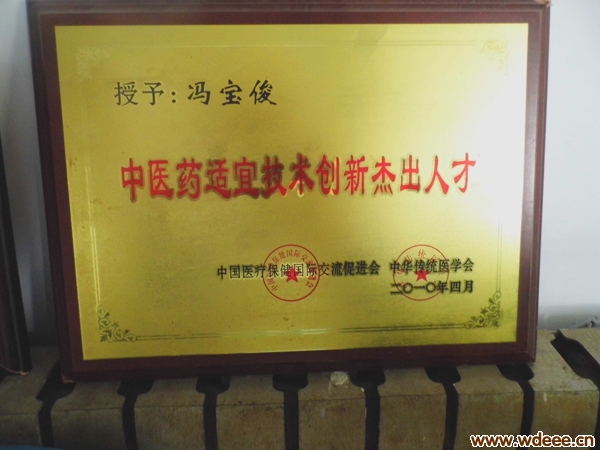 授予：冯宝俊
中医药适宜技术创新杰出人才
中国医疗保健国际交流促进会 中华传统医学会
二〇一〇年四月
www.wdeee.cn